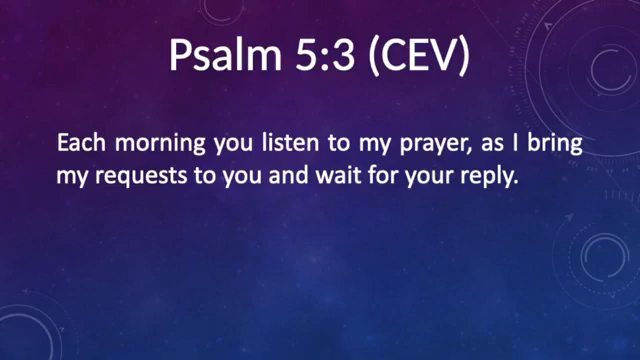 Psalm 5:3 (CEV)
Each morning you listen to my prayer, as I bring
my requests to you and wait for your reply.